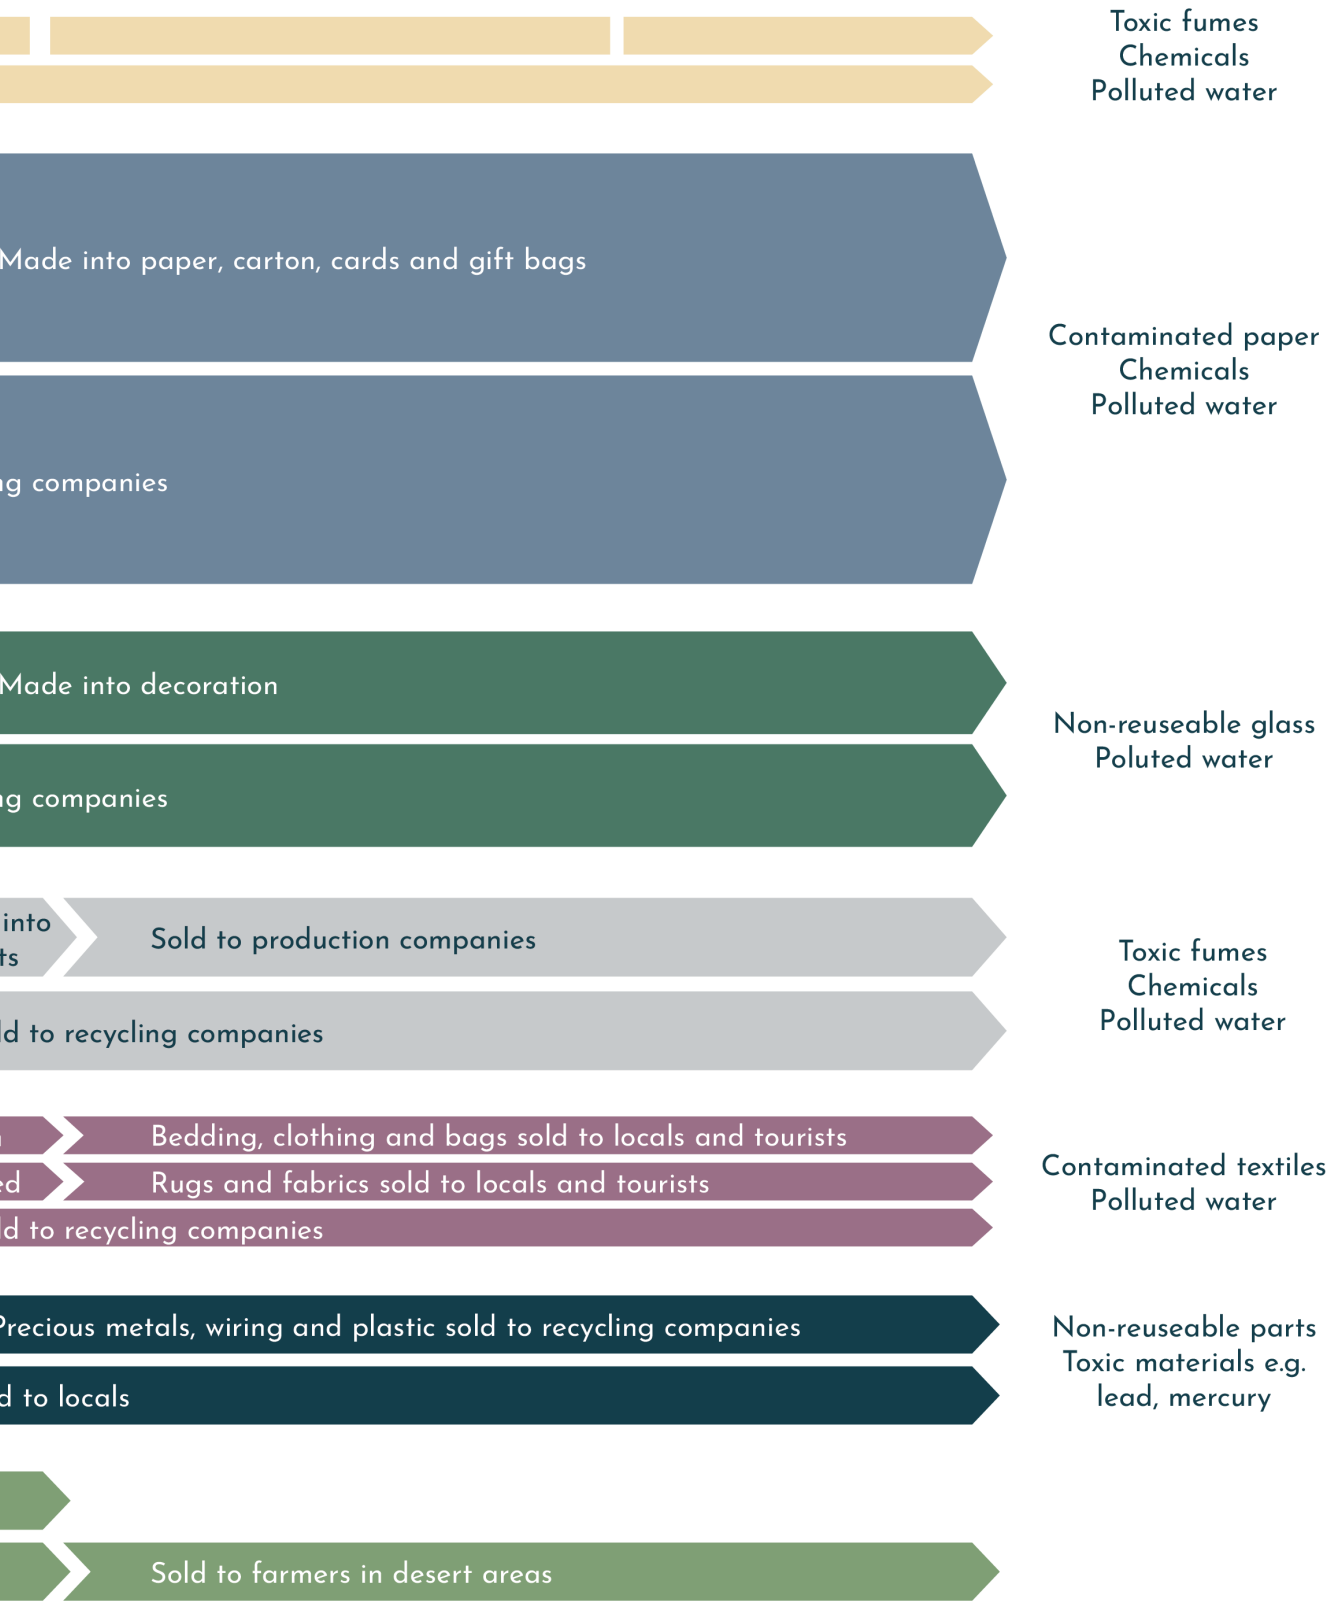 Toxic fumes
Chemicals
Polluted water
Made into paper, carton, cards and gift bags
Contaminated paper
Chemicals
Polluted water
companies
Made into decoration
Non-reuseable glass
Poluted water
companies
into
Sold to production companies
Toxic fumes
Chemicals
Polluted water
to recycling companies
Bedding, clothing and bags sold to locals and tourists
Rugs and fabrics sold to locals and tourists
Contaminated textiles
Polluted water
to recycling companies
Precious metals, wiring and plastic sold to recycling companies
Non-reuseable parts
Toxic materials e.g.
lead, mercury
to locals
Sold to farmers in desert areas